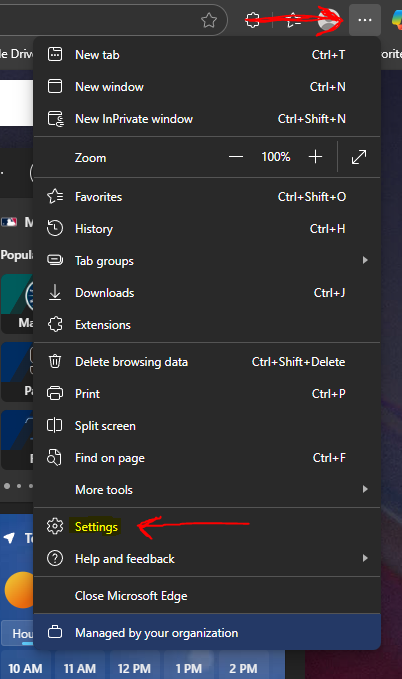 le Drive
orite
New tab Ctrl+T
New window Ctrl+N
New InPrivate window Ctrl+Shift+N
Zoom — 100% +
Favorites Ctrl+Shift+O
History Ctrl+H
M
Tab groups
Popula
Downloads Ctrl+J
Extensions
Ma
Delete browsing data Ctrl+Shift+Delete
Print Ctrl+P
Pa
Split screen
Find on page Ctrl+F
More tools
Settings
To
Help and feedback
Close Microsoft Edge
Hou
Managed by your organization
10 AM 11 AM 12 PM 1 PM 2 PM